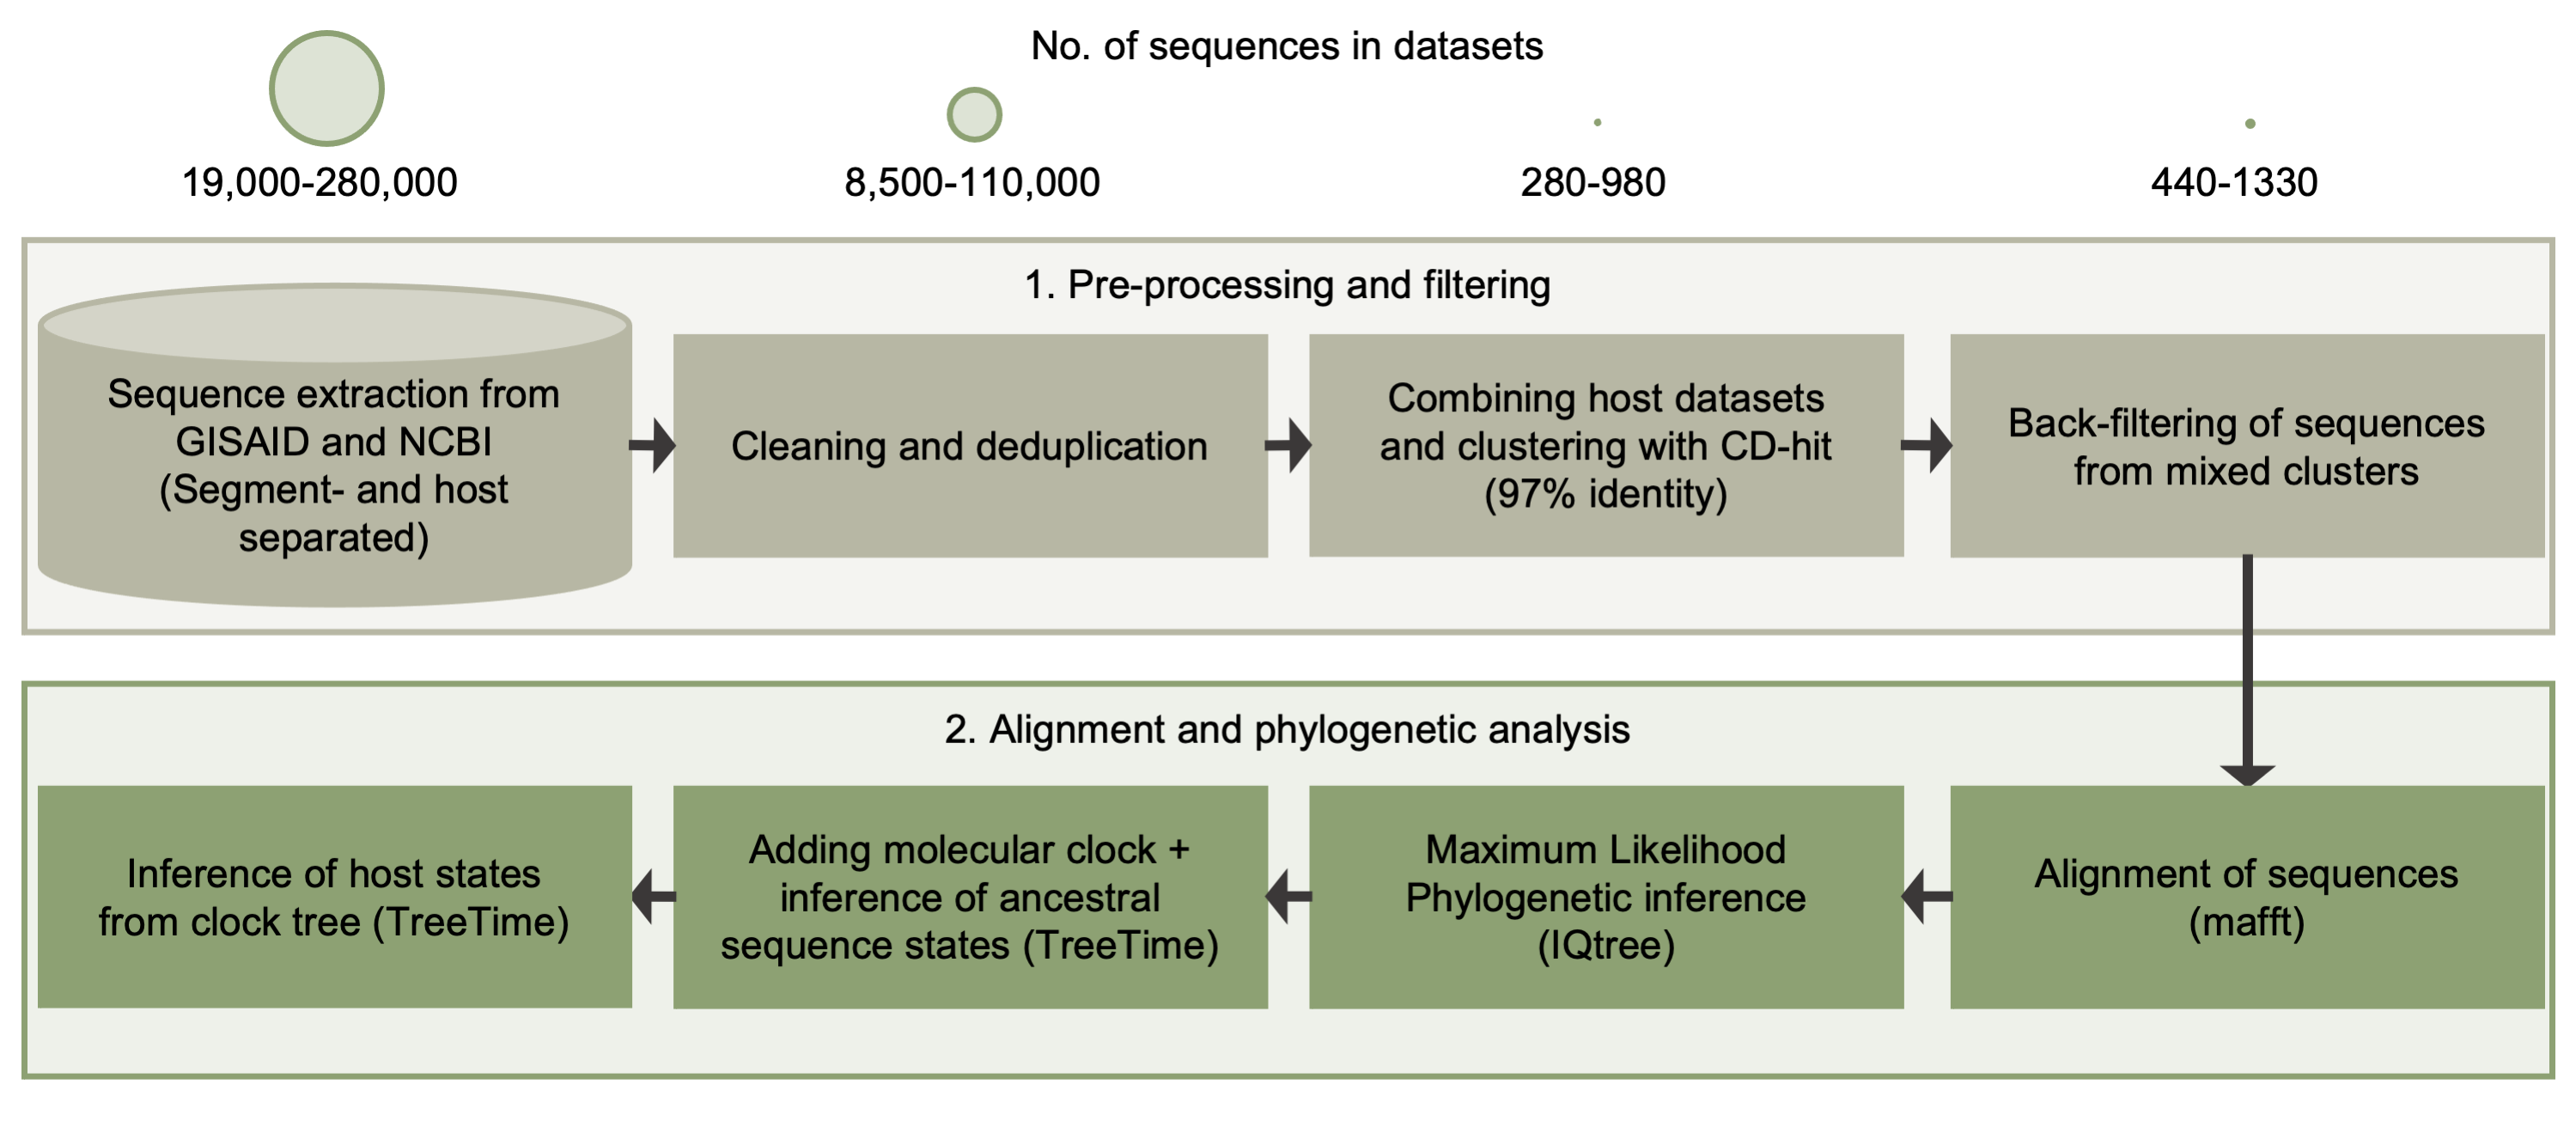 No. of sequences in datasets
19,000-280,000
8,500-110,000
280-980
440-1330
1. Pre-processing and filtering
Sequence extraction from
GISAID and NCBI
(Segment- and host
separated)
Cleaning and deduplication
Combining host datasets
and clustering with CD-hit
(97% identity)
Back-filtering of sequences
from mixed clusters
2. Alignment and phylogenetic analysis
Inference of host states
from clock tree (TreeTime)
Adding molecular clock +
inference of ancestral
sequence states (TreeTime)
Maximum Likelihood
Phylogenetic inference
(IQtree)
Alignment of sequences
(mafft)